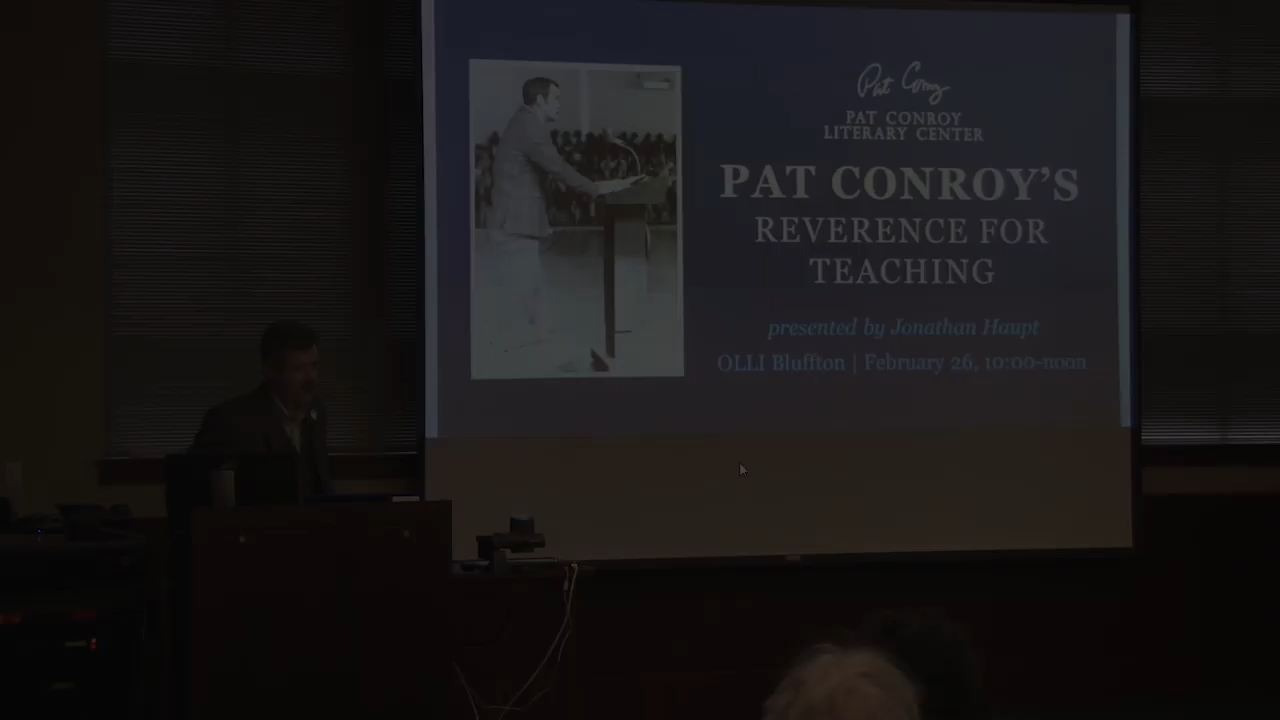 Pat Conroy
PAT CONROY
LITERARY CENTER
PAT CONROY'S
REVERENCE FOR
TEACHING
presented by Jonathan Haupt
OLLI Bluffton | February 26, 10:00-noon